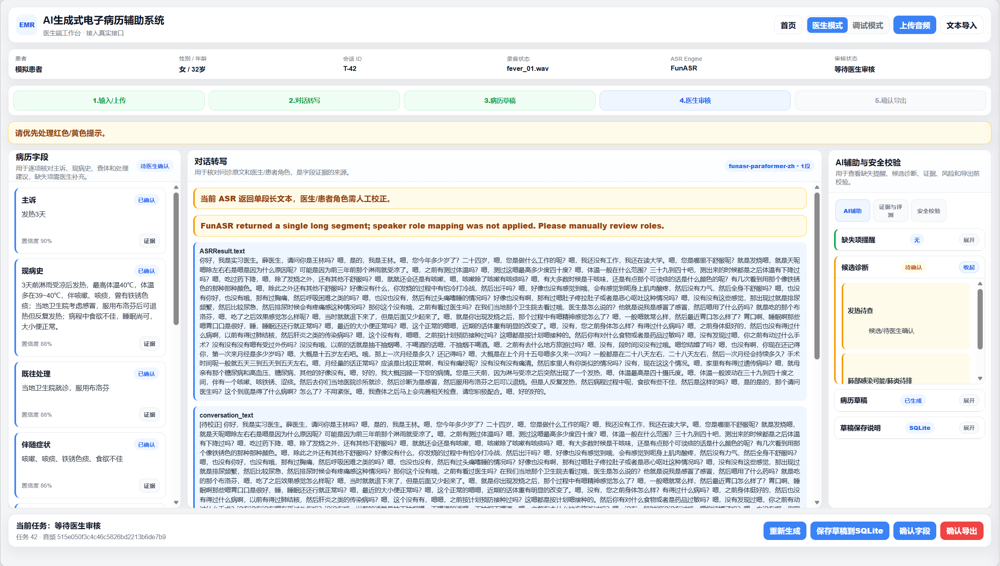 EMR
AI生成式电子病历辅助系统
医生端工作台 · 接入真实接口
首页
医生模式
调试模式
上传音频
文本导入
患者
模拟患者
性别 / 年龄
女 / 32岁
会话 ID
T-42
录音状态
fever_01.wav
ASR Engine
FunASR
审核状态
等待医生审核
1.输入/上传
2.对话转写
3.病历草稿
4.医生审核
5.确认导出
请优先处理红色/黄色提示。
病历字段
用于逐项核对主诉、现病史、查体和处理
建议，缺失项需医生补充。
待医生确认
主诉
已确认
发热3天
置信度 90%
证据
现病史
已确认
3天前淋雨受凉后发热，最高体温40℃，体温
多在39~40℃，伴咳嗽、咳痰，曾有铁锈色
痰；当地卫生院考虑感冒，服用布洛芬后可退
热但反复发热；病程中食欲不佳，睡眠尚可，
大小便正常。
置信度 88%
证据
既往处理
已确认
当地卫生院就诊，服用布洛芬
置信度 88%
证据
伴随症状
已确认
咳嗽、咳痰、铁锈色痰、食欲不佳
置信度 86%
证据
对话转写
用于核对问诊原文和医生/患者角色，是字段证据的来源。
funasr-paraformer-zh · 1段
当前 ASR 返回单段长文本，医生/患者角色需人工校正。
FunASR returned a single long segment; speaker role mapping was not applied. Please manually review roles.
ASRResult.text
你好，我是实习医生。薛医生，请问你是王林吗？嗯，是的，我是王林。嗯，您今年多少岁了？二十四岁，嗯，您是做什么工作的呢？嗯，我还没有工作，我还在读大学。嗯，您是哪里不舒服呢？就是发烧嗯，就是天呢
嗯除左右右是嗯是因为什么原因呢？可能是因为前三年前那个淋雨就受凉了。嗯，之前有测过体温吗？嗯，测过这嗯最高多少度四十度？嗯，体温一般在什么范围？三十九到四十吧，测出来的时候都是之后体温有下降过
吗？嗯，吃过药下降，嗯，除了发烧之外，还有其他不舒服吗？嗯，就就还会还是有咳嗽，嗯，咳嗽除了咳嗽有咳痰吗？嗯，有大多数时候是干咳味，还是有点那个可谈痰的话是什么颜色的呢？有几次看到用那个像铁锈
色的那种那种颜色。嗯，除此之外还有其他不舒服吗？好像没有什么，你发烧的过程中有怕冷打冷战，然后出汗吗？嗯，好像也没有感觉到哦，会有感觉到呃身上肌肉酸疼，然后没有力气，然后全身不舒服吗？嗯，也没
有你好，也没有哦，那有过胸痛，然后呼吸困难之类的吗？嗯，也没也没有，然后有过头痛嗜睡的情况吗？好像也没有啊，那有过嗯肚子疼拉肚子或者是恶心呕吐这种情况吗？嗯，没有没有这些感觉，那出现过就是排尿
频繁，然后比较尿急，然后排尿时候会有疼痛感这种情况吗？那你这个没有哦，之前有看过医生吗？在我们当地那个卫生院去看过哦，医生是怎么说的？他就是说我是感冒了感冒，然后嗯用了什么药吗？就是吃的那个布
洛芬，嗯，吃了之后效果感觉怎么样呢？嗯，当时就就退下来了，但是后面又少起来了。嗯，就是你出现发烧之后，那个过程中有嗯精神感觉怎么了？嗯，一般嗯就常么样，然后最近胃口怎么样了？胃口啊、睡眠啊那些
嗯胃口口是很好，睡，睡眠还还行就正常吗？嗯，最近的大小便正常吗？嗯，这个正常的嗯嗯，近期的话体重有明显的改变了。嗯，没有，您之前身体怎么样？有得过什么病吗？嗯，之前身体挺好的，然后也没有得过什
么病啊，以前有得过肺结核，然后肝炎之类的传染病吗？嗯，这个没有有，嗯嗯，之前按计划预防接种过吗？这嗯都是按计划嗯接种的。然后你有对什么食物或者是药品过敏吗？嗯，没有发现过嗯，你之前有动过什么手
术？没有没有没有嗯有受过外伤吗？没没有哦，以前的话就是抽不抽烟喝，不喝酒的话嗯，不抽烟不喝酒。嗯，之前有去什么地方旅游过吗？嗯，没有，段时间没没有过哦。嗯您结婚了吗？嗯，也没有啊，你现在还记得
你，第一次来月经是多少岁吗？嗯，大概是十五岁左右吧。哦，那上一次月经是多久？还记得吗？嗯，大概是在上个月十五号嗯多久来一次吗？一般都是在二十八天左右，二十八天左右，然后一次月经会持续多久？手术
时间呢一般就五天三到五天到五天左右。嗯，月经量的话正常吗？应该是比较正常啊，有没有痛经呢？没有没有没有痛清。然后家里人有你类似的情况吗？没有，现在这这个情况。嗯，家里有有得过遗传病吗？嗯，就母
亲有那个糖尿病和高血压，糖尿病，其他的好像没有。嗯，好的，我大概回顾一下您的病情。您是三天前，因为淋与受凉之后突然出现了一个发热，嗯，体温最高是四十摄氏度。嗯，体温一般波动在三十九到四十度之
间，伴有一个咳嗽、咳铁锈、涩痰。然后去你们当地医院诊所就诊，然后诊断为是感冒，然后服用布洛芬之后可以退烧。但是人反复发热，然后病程过程中呢，食欲有些不佳，然后是这样的吗？嗯，是的是的，那个请问
医生吗？这个到底是得了什么病啊？怎么了？不用紧张。嗯，我查体之后马上会完善相关检查，请您积极配合。嗯，好的好的。
conversation_text
[待校正] 你好，我是实习医生。薛医生，请问你是王林吗？嗯，是的，我是王林。嗯，您今年多少岁了？二十四岁，嗯，您是做什么工作的呢？嗯，我还没有工作，我还在读大学。嗯，您是哪里不舒服呢？就是发烧嗯，
就是天呢嗯除左右右是嗯是因为什么原因呢？可能是因为前三年前那个淋雨就受凉了。嗯，之前有测过体温吗？嗯，测过这嗯最高多少度四十度？嗯，体温一般在什么范围？三十九到四十吧，测出来的时候都是之后体温
有下降过吗？嗯，吃过药下降，嗯，除了发烧之外，还有其他不舒服吗？嗯，就就还会还是有咳嗽，嗯，咳嗽除了咳嗽有咳痰吗？嗯，有大多数时候是干咳味，还是有点那个可谈痰的话是什么颜色的呢？有几次看到用那
个像铁锈色的那种那种颜色。嗯，除此之外还有其他不舒服吗？好像没有什么，你发烧的过程中有怕冷打冷战，然后出汗吗？嗯，好像也没有感觉到哦，会有感觉到呃身上肌肉酸疼，然后没有力气，然后全身不舒服吗？
嗯，也没有你好，也没有哦，那有过胸痛，然后呼吸困难之类的吗？嗯，也没也没有，然后有过头痛嗜睡的情况吗？好像也没有啊，那有过嗯肚子疼拉肚子或者是恶心呕吐这种情况吗？嗯，没有没有这些感觉，那出现过
就是排尿频繁，然后比较尿急，然后排尿时候会有疼痛感这种情况吗？那你这个没有哦，之前有看过医生吗？在我们当地那个卫生院去看过哦，医生是怎么说的？他就是说我是感冒了感冒，然后嗯用了什么药吗？就是吃
的那个布洛芬，嗯，吃了之后效果感觉怎么样呢？嗯，当时就就退下来了，但是后面又少起来了。嗯，就是你出现发烧之后，那个过程中有嗯精神感觉怎么了？嗯，一般嗯就常么样，然后最近胃口怎么样了？胃口啊、睡
眠啊那些嗯胃口口是很好，睡，睡眠还还行就正常吗？嗯，最近的大小便正常吗？嗯，这个正常的嗯嗯，近期的话体重有明显的改变了。嗯，没有，您之前身体怎么样？有得过什么病吗？嗯，之前身体挺好的，然后也没
有得过什么病啊，以前有得过肺结核，然后肝炎之类的传染病吗？嗯，这个没有有，嗯嗯，之前按计划预防接种过吗？这嗯都是按计划嗯接种的。然后你有对什么食物或者是药品过敏吗？嗯，没有发现过嗯，你之前有动
AI辅助与安全校验
用于查看缺失提醒、候选诊断、证据、风险和导出前
校验。
AI辅助
证据与评
测
安全校验
缺失项提醒
无
展开
候选诊断
待确认
收起
发热待查
候选/待医生确认
肺部感染可能/肺炎待排
病历草稿
已生成
展开
草稿保存说明
SQLite
展开
当前任务：等待医生审核
任务 42 · 音频 515e050f3c4c46c5826bd2213b6de7b9
重新生成
保存草稿到SQLite
确认字段
确认导出